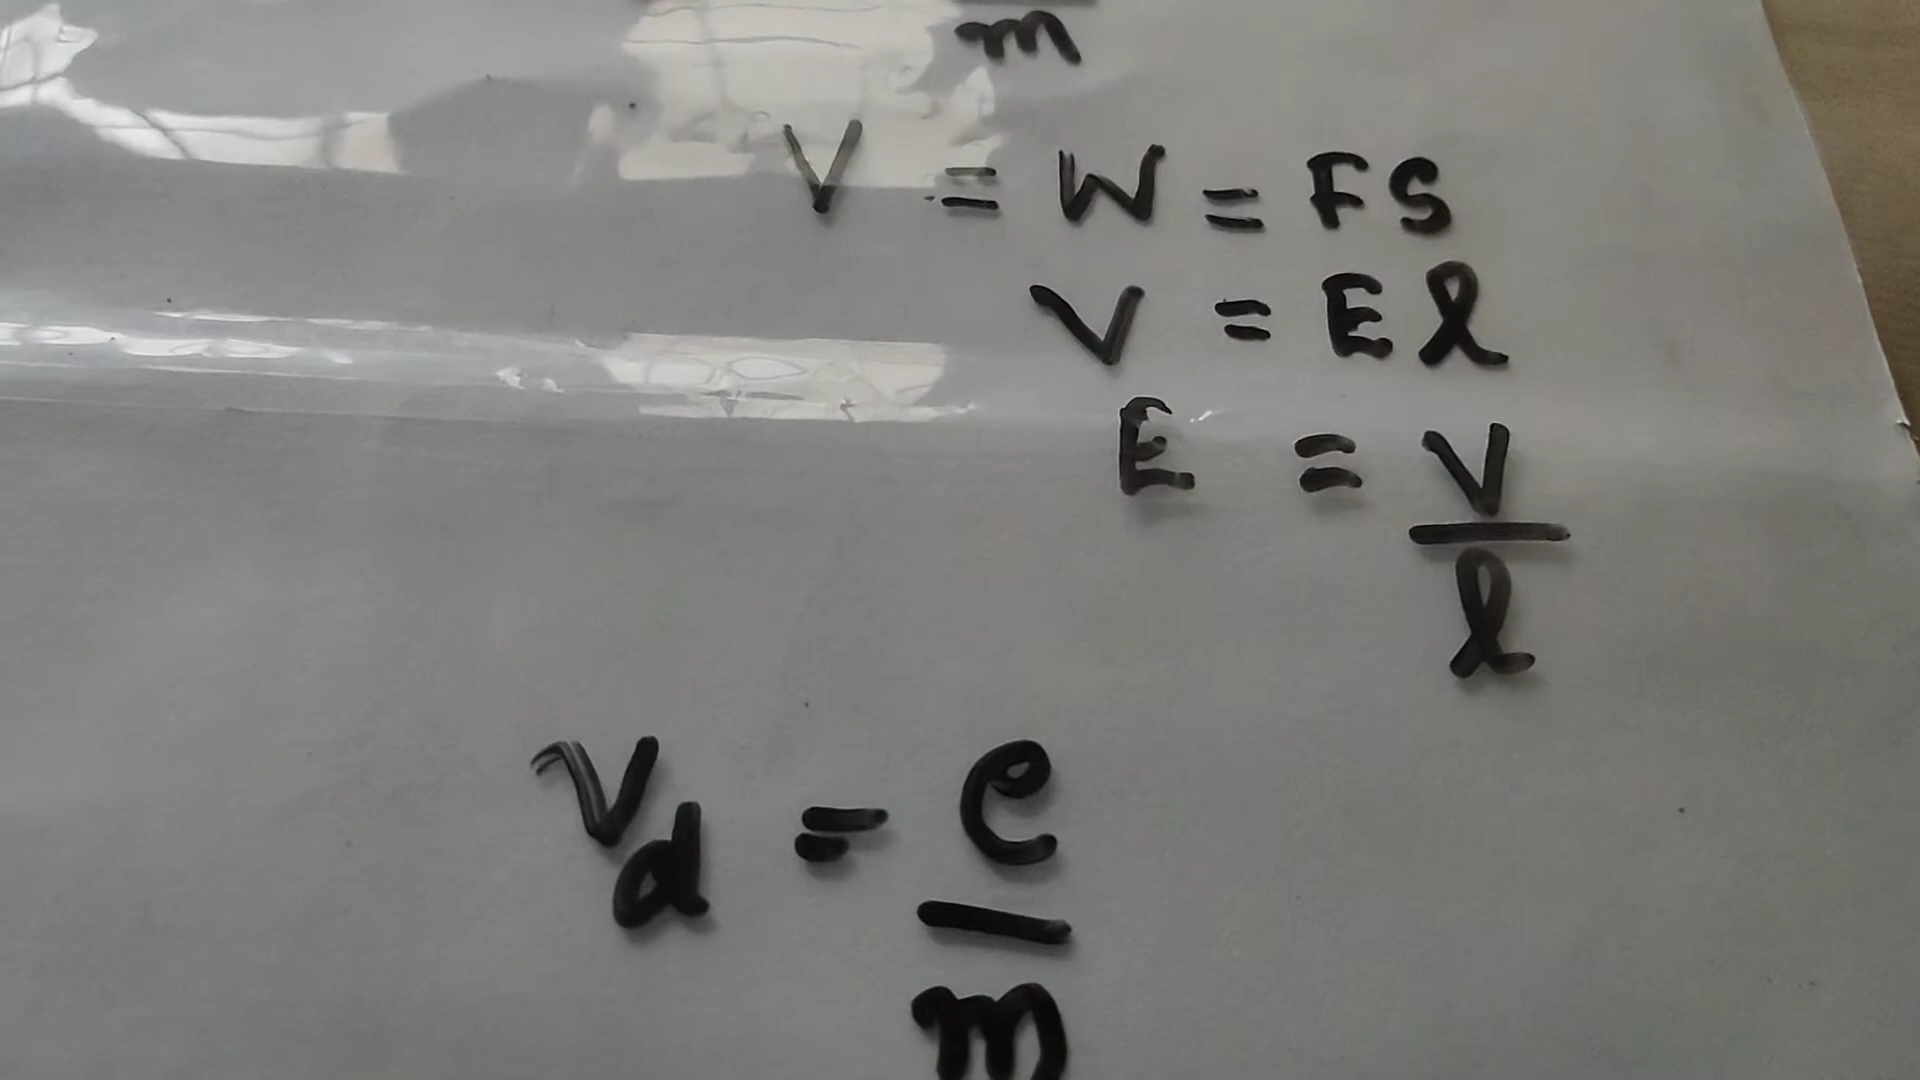 m
V = W = FS
V = El
E = V/l
Vd = e/m